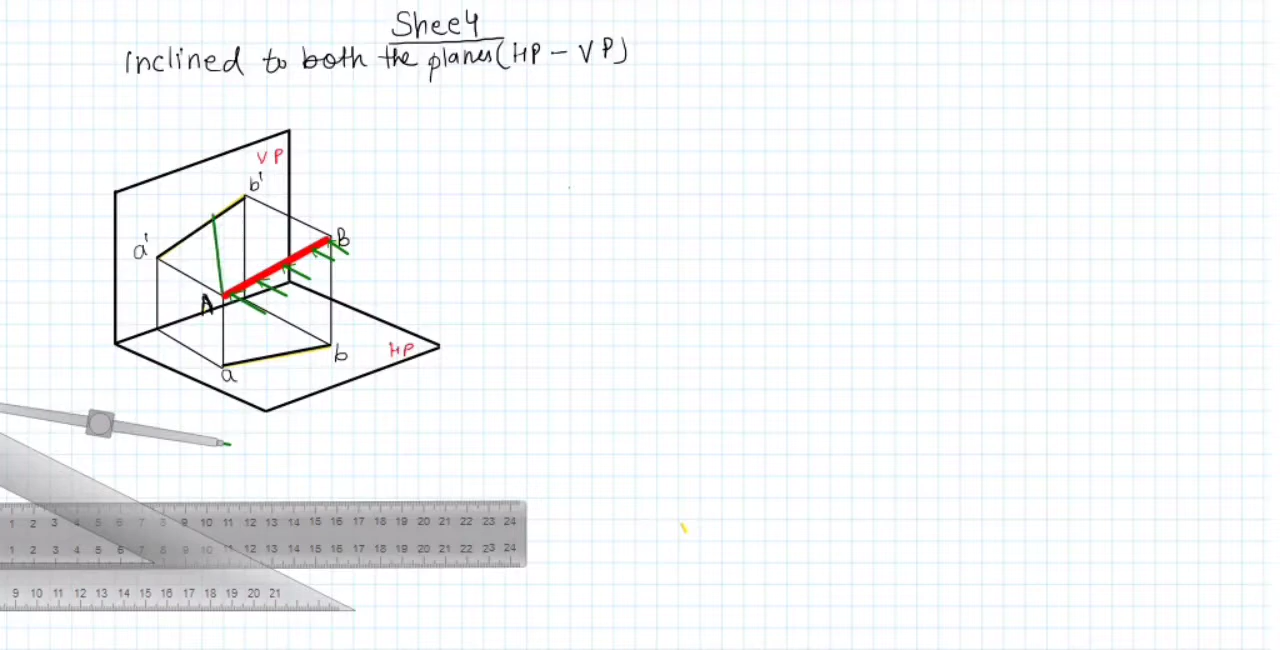 Shee4
Inclined to both the planes (HP - VP)
VP
b'
a'
B
A
b
HP
a
1 2 3 4 5 6 7 8 9 10 11 12 13 14 15 16 17 18 19 20 21 22 23 24
1 2 3 4 5 6 7 8 9 10 11 12 13 14 15 16 17 18 19 20 21 22 23 24
9 10 11 12 13 14 15 16 17 18 19 20 21